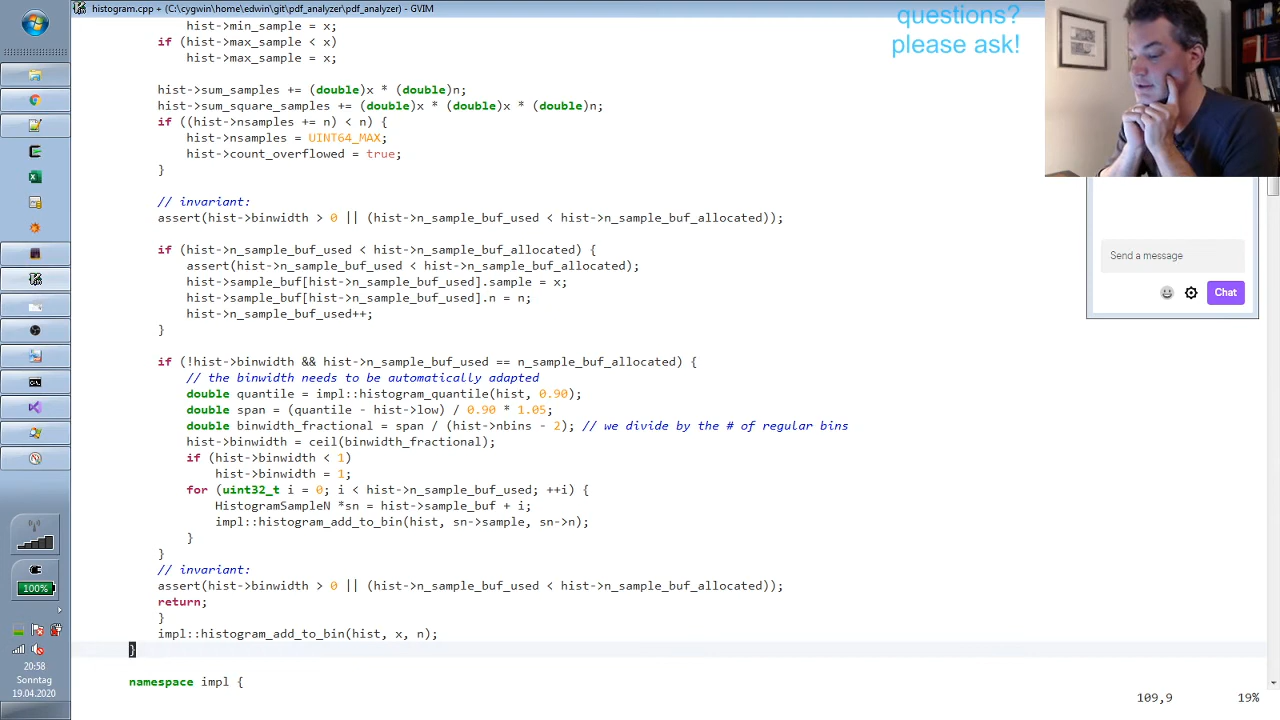 histogram.cpp + (C:\cygwin\home\edwin\git\pdf_analyzer\pdf_analyzer) - GVIM
questions?
please ask!
hist->min_sample = x;
if (hist->max_sample < x)
hist->max_sample = x;
hist->sum_samples += (double)x * (double)n;
hist->sum_square_samples += (double)x * (double)x * (double)n;
if ((hist->nsamples += n) < n) {
hist->nsamples = UINT64_MAX;
hist->count_overflowed = true;
}
// invariant:
assert(hist->binwidth > 0 || (hist->n_sample_buf_used < hist->n_sample_buf_allocated));
if (hist->n_sample_buf_used < hist->n_sample_buf_allocated) {
assert(hist->n_sample_buf_used < hist->n_sample_buf_allocated);
hist->sample_buf[hist->n_sample_buf_used].sample = x;
hist->sample_buf[hist->n_sample_buf_used].n = n;
hist->n_sample_buf_used++;
}
if (!hist->binwidth && hist->n_sample_buf_used == n_sample_buf_allocated) {
// the binwidth needs to be automatically adapted
double quantile = impl::histogram_quantile(hist, 0.90);
double span = (quantile - hist->low) / 0.90 * 1.05;
double binwidth_fractional = span / (hist->nbins - 2); // we divide by the # of regular bins
hist->binwidth = ceil(binwidth_fractional);
if (hist->binwidth < 1)
hist->binwidth = 1;
for (uint32_t i = 0; i < hist->n_sample_buf_used; ++i) {
HistogramSampleN *sn = hist->sample_buf + i;
impl::histogram_add_to_bin(hist, sn->sample, sn->n);
}
}
// invariant:
assert(hist->binwidth > 0 || (hist->n_sample_buf_used < hist->n_sample_buf_allocated));
return;
}
impl::histogram_add_to_bin(hist, x, n);
}
namespace impl {
109,9 19%
Send a message
Chat
100%
20:58
Sonntag
19.04.2020